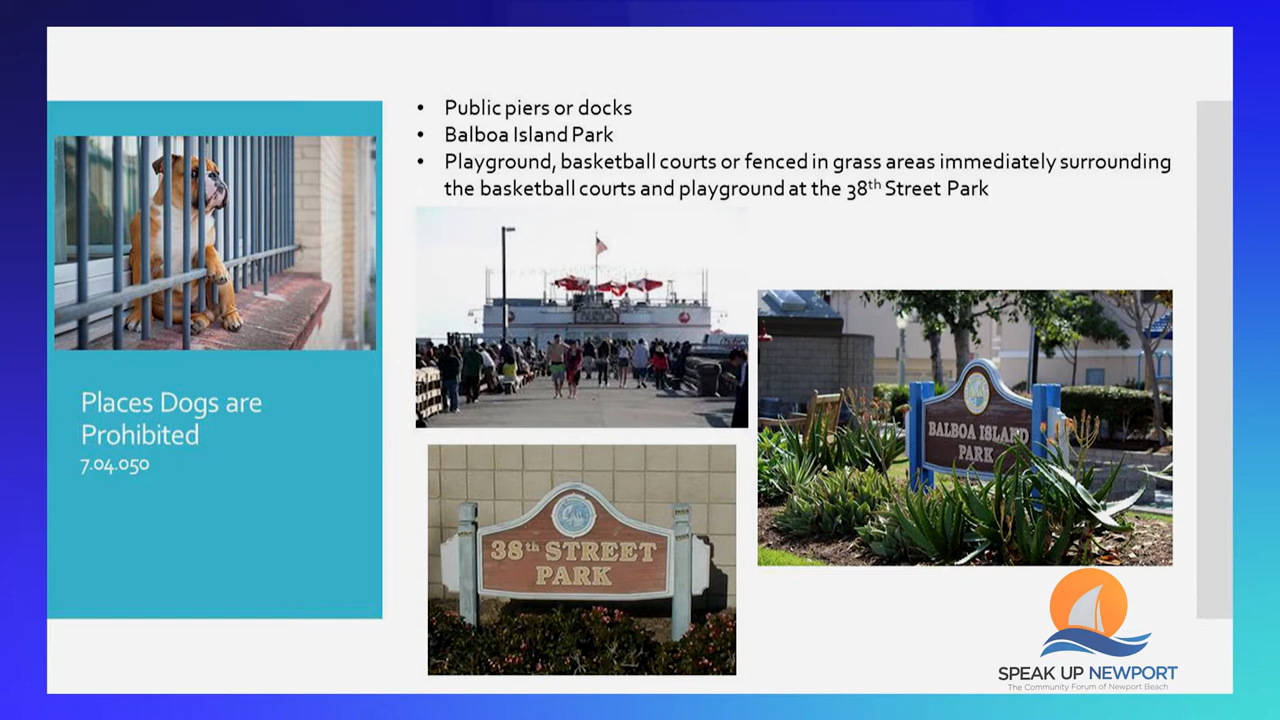 • Public piers or docks
• Balboa Island Park
• Playground, basketball courts or fenced in grass areas immediately surrounding
the basketball courts and playground at the 38th Street Park
Places Dogs are
Prohibited
7.04.050
BALBOA ISLAND
PARK
38th STREET
PARK
SPEAK UP NEWPORT
The Community Forum of Newport Beach